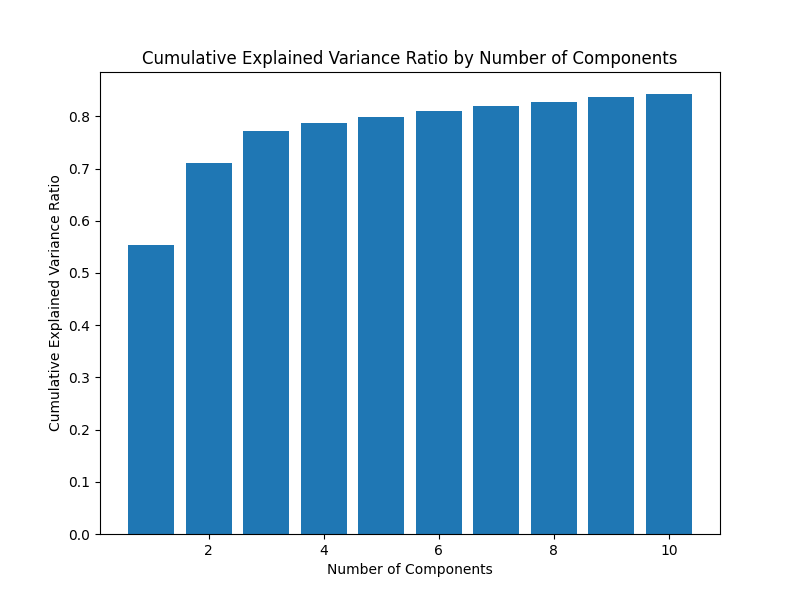 Cumulative Explained Variance Ratio by Number of Components
Cumulative Explained Variance Ratio
0.8
0.7
0.6
0.5
0.4
0.3
0.2
0.1
0.0
2 4 6 8 10
Number of Components